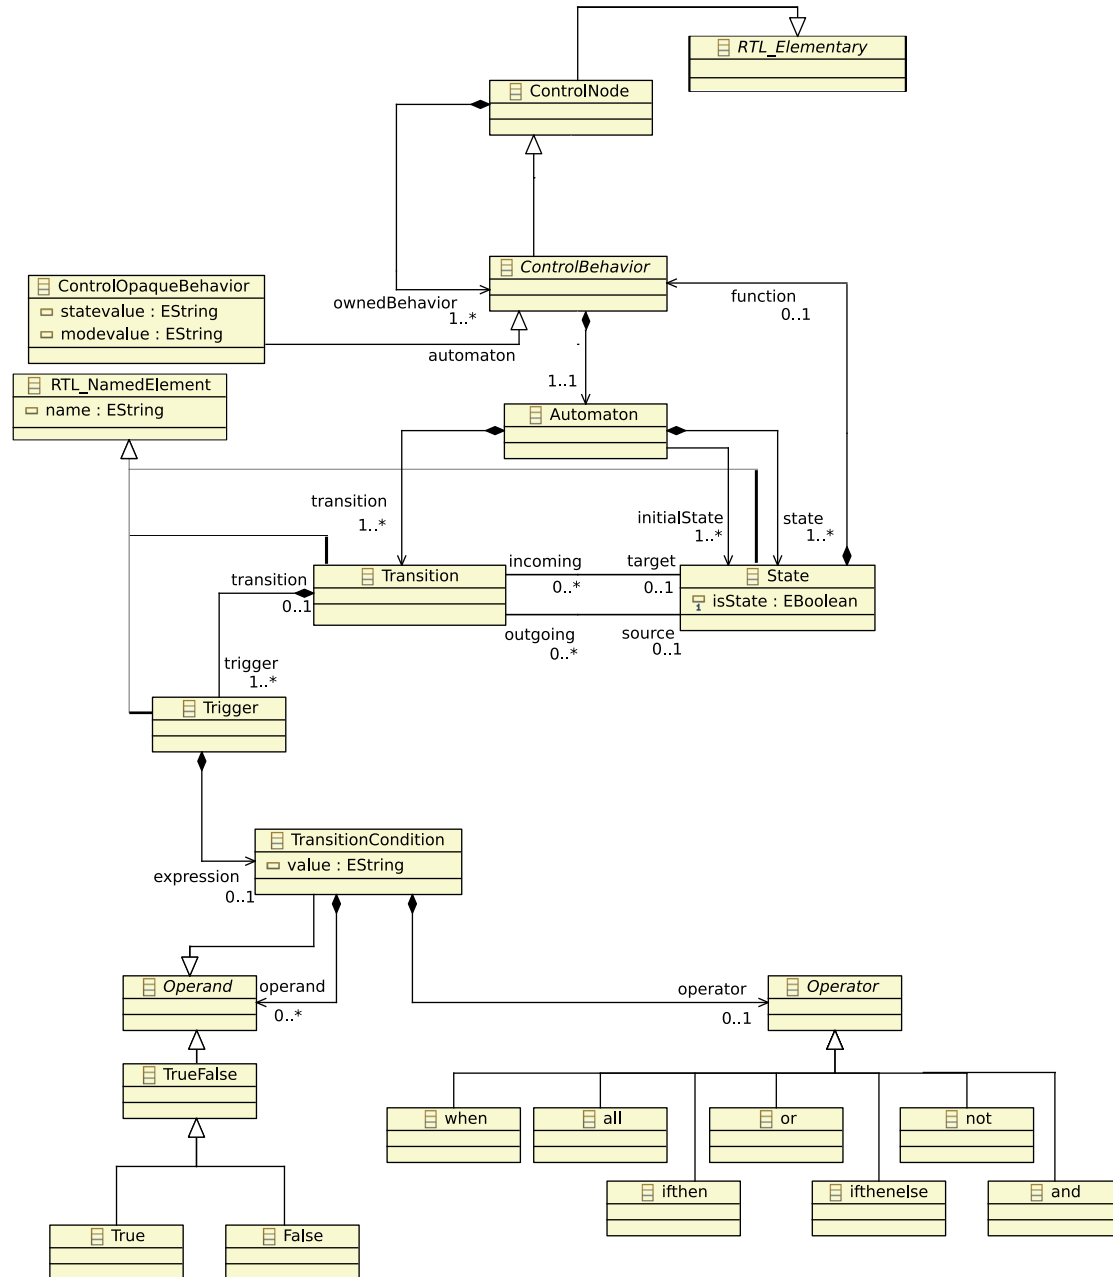 RTL_Elementary
ControlNode
ControlBehavior
ownedBehavior
1..*
function
0..1
ControlOpaqueBehavior
statevalue : EString
modevalue : EString
automaton
1..1
RTL_NamedElement
name : EString
Automaton
transition
1..*
initialState
1..*
state
1..*
transition
0..1
Transition
incoming
0..*
target
0..1
State
1
isState : EBoolean
outgoing
0..*
source
0..1
trigger
1..*
Trigger
TransitionCondition
value : EString
expression
0..1
Operand
operand
0..*
operator
0..1
Operator
TrueFalse
when
all
or
not
ifthen
ifthenelse
and
True
False